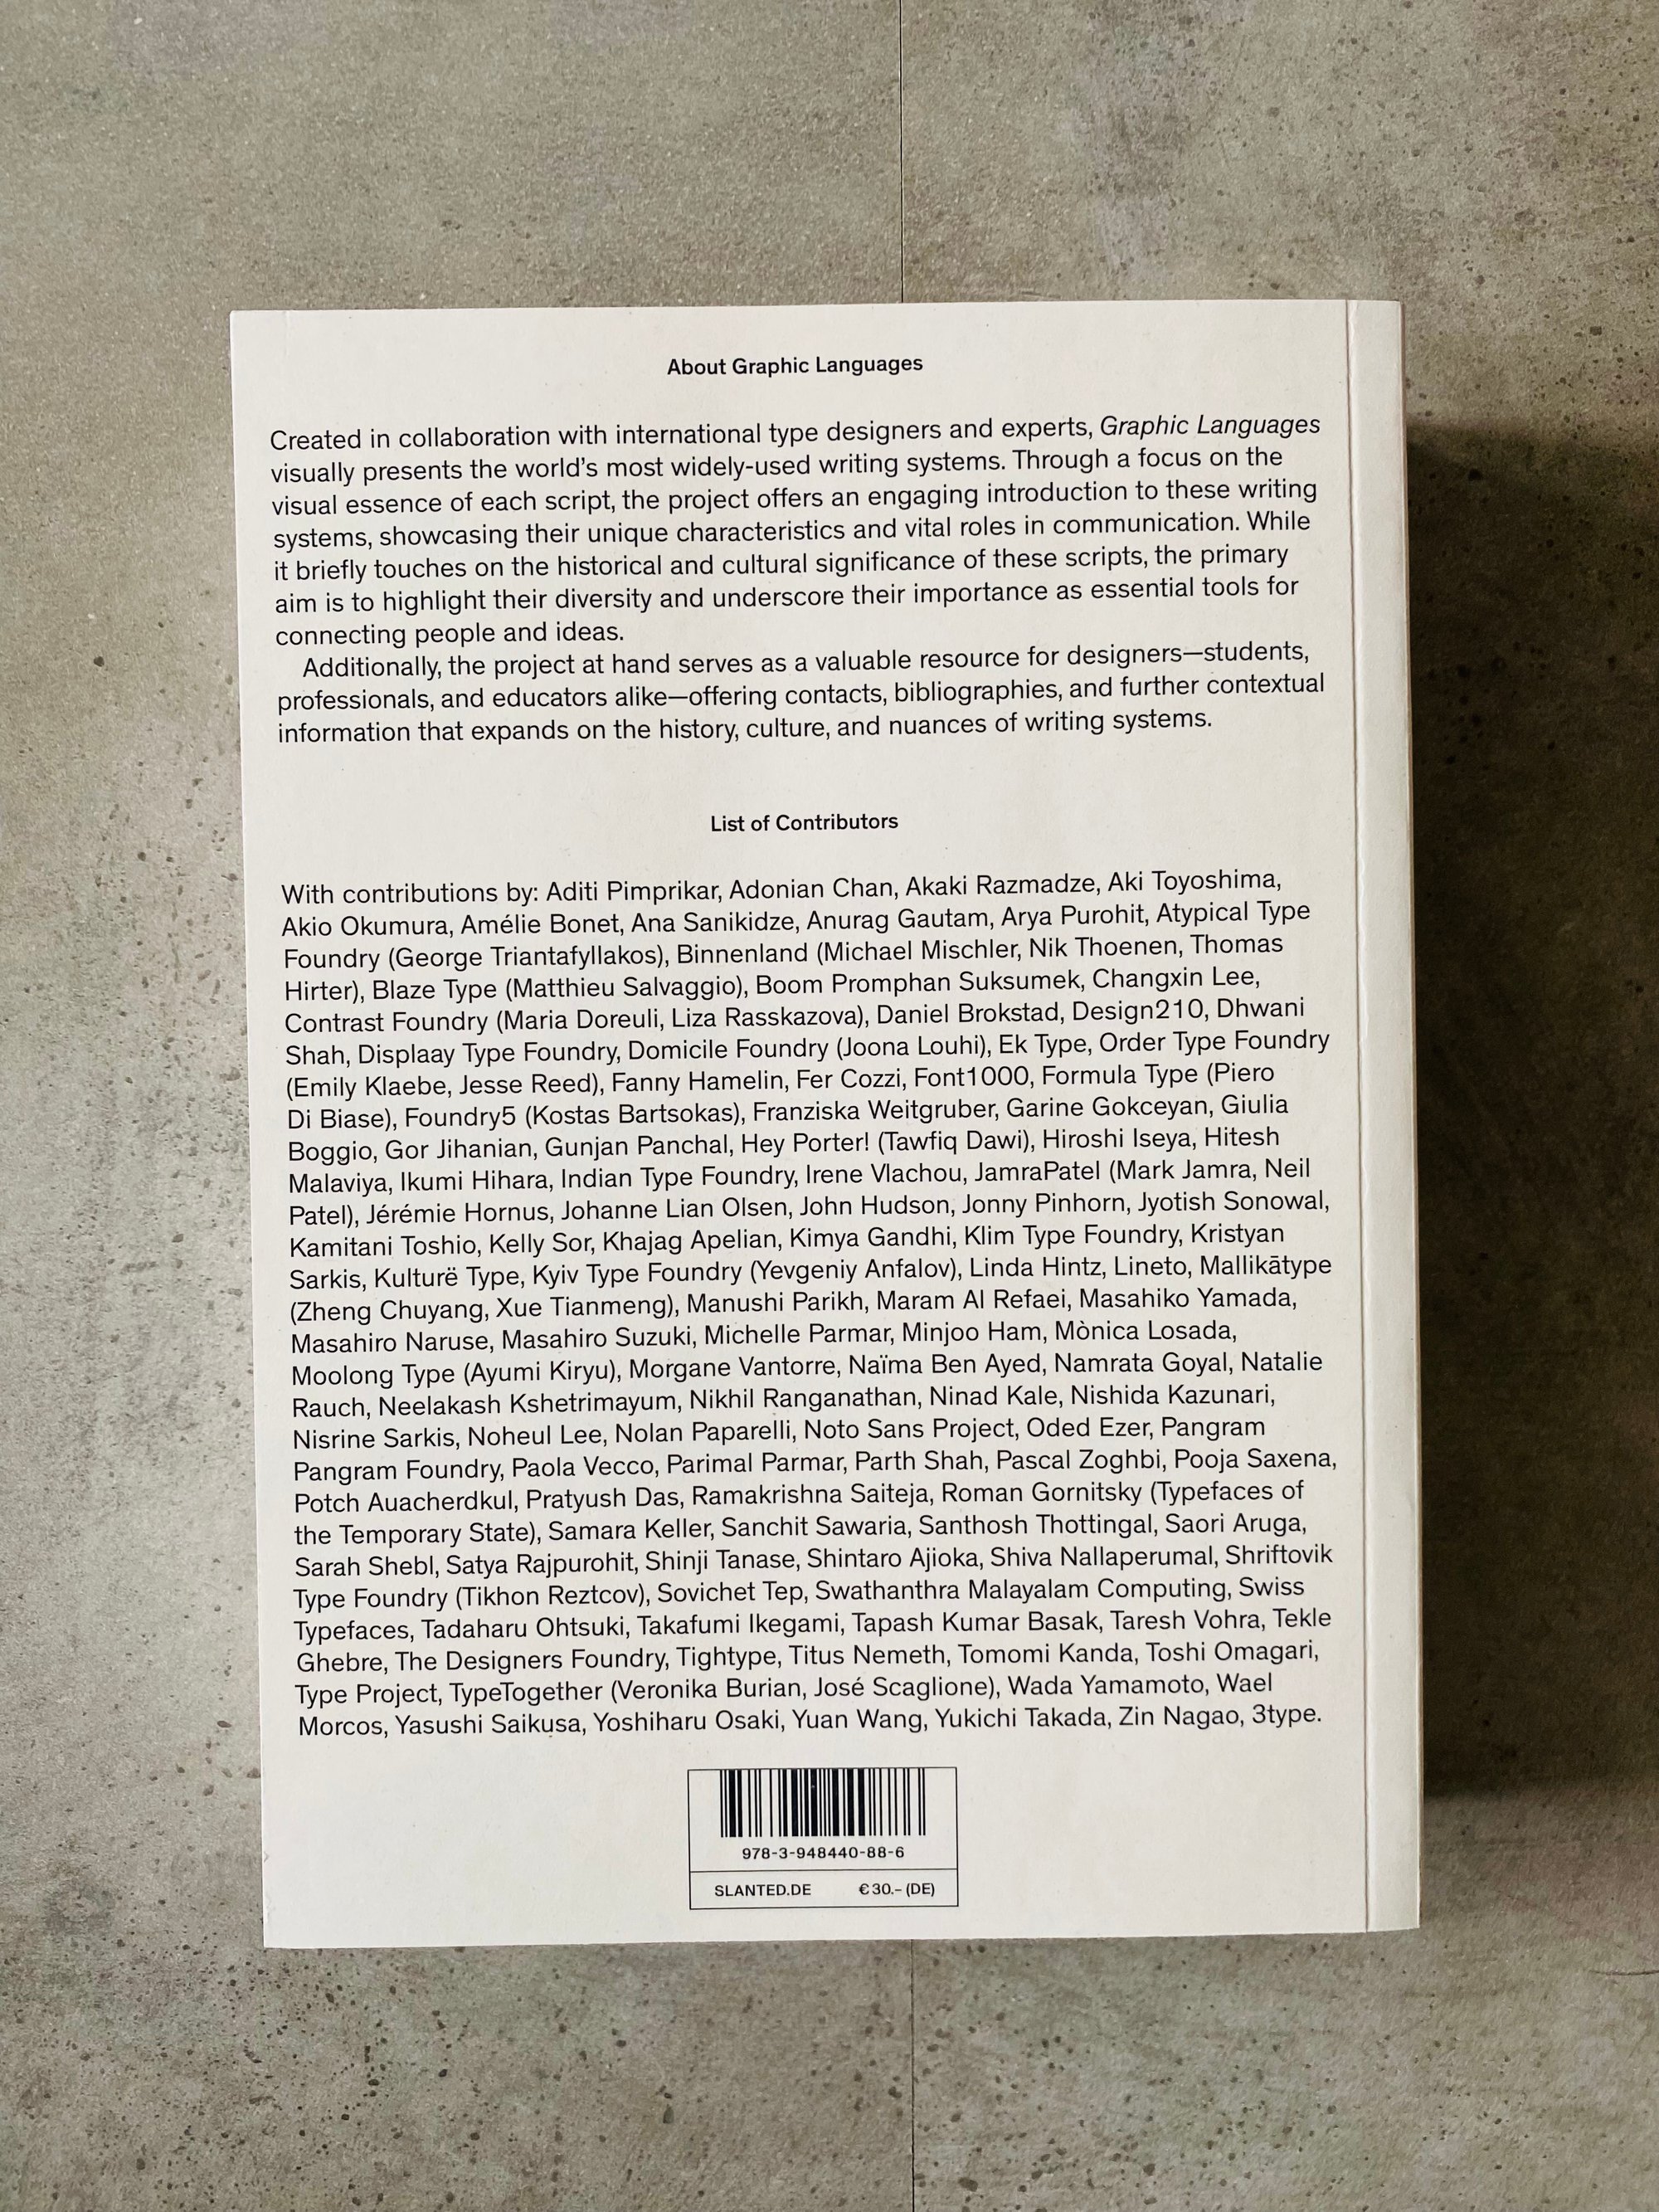 About Graphic Languages
Created in collaboration with international type designers and experts, Graphic Languages
visually presents the world's most widely-used writing systems. Through a focus on the
visual essence of each script, the project offers an engaging introduction to these writing
systems, showcasing their unique characteristics and vital roles in communication. While
it briefly touches on the historical and cultural significance of these scripts, the primary
aim is to highlight their diversity and underscore their importance as essential tools for
connecting people and ideas.
Additionally, the project at hand serves as a valuable resource for designers—students,
professionals, and educators alike—offering contacts, bibliographies, and further contextual
information that expands on the history, culture, and nuances of writing systems.
List of Contributors
With contributions by: Aditi Pimprikar, Adonian Chan, Akaki Razmadze, Aki Toyoshima,
Akio Okumura, Amélie Bonet, Ana Sanikidze, Anurag Gautam, Arya Purohit, Atypical Type
Foundry (George Triantafyllakos), Binnenland (Michael Mischler, Nik Thoenen, Thomas
Hirter), Blaze Type (Matthieu Salvaggio), Boom Promphan Suksumek, Changxin Lee,
Contrast Foundry (Maria Doreuli, Liza Rasskazova), Daniel Brokstad, Design210, Dhwani
Shah, Displaay Type Foundry, Domicile Foundry (Joona Louhi), Ek Type, Order Type Foundry
(Emily Klaebe, Jesse Reed), Fanny Hamelin, Fer Cozzi, Font1000, Formula Type (Piero
Di Biase), Foundry5 (Kostas Bartsokas), Franziska Weitgruber, Garine Gokceyan, Giulia
Boggio, Gor Jihanian, Gunjan Panchal, Hey Porter! (Tawfiq Dawi), Hiroshi Iseya, Hitesh
Malaviya, Ikumi Hihara, Indian Type Foundry, Irene Vlachou, JamraPatel (Mark Jamra, Neil
Patel), Jérémie Hornus, Johanne Lian Olsen, John Hudson, Jonny Pinhorn, Jyotish Sonowal,
Kamitani Toshio, Kelly Sor, Khajag Apelian, Kimya Gandhi, Klim Type Foundry, Kristyan
Sarkis, Kulturë Type, Kyiv Type Foundry (Yevgeniy Anfalov), Linda Hintz, Lineto, Mallikātype
(Zheng Chuyang, Xue Tianmeng), Manushi Parikh, Maram Al Refaei, Masahiko Yamada,
Masahiro Naruse, Masahiro Suzuki, Michelle Parmar, Minjoo Ham, Mònica Losada,
Moolong Type (Ayumi Kiryu), Morgane Vantorre, Naïma Ben Ayed, Namrata Goyal, Natalie
Rauch, Neelakash Kshetrimayum, Nikhil Ranganathan, Ninad Kale, Nishida Kazunari,
Nisrine Sarkis, Noheul Lee, Nolan Paparelli, Noto Sans Project, Oded Ezer, Pangram
Pangram Foundry, Paola Vecco, Parimal Parmar, Parth Shah, Pascal Zoghbi, Pooja Saxena,
Potch Auacherdkul, Pratyush Das, Ramakrishna Saiteja, Roman Gornitsky (Typefaces of
the Temporary State), Samara Keller, Sanchit Sawaria, Santhosh Thottingal, Saori Aruga,
Sarah Shebl, Satya Rajpurohit, Shinji Tanase, Shintaro Ajioka, Shiva Nallaperumal, Shriftovik
Type Foundry (Tikhon Reztcov), Sovichet Tep, Swathanthra Malayalam Computing, Swiss
Typefaces, Tadaharu Ohtsuki, Takafumi Ikegami, Tapash Kumar Basak, Taresh Vohra, Tekle
Ghebre, The Designers Foundry, Tightype, Titus Nemeth, Tomomi Kanda, Toshi Omagari,
Type Project, TypeTogether (Veronika Burian, José Scaglione), Wada Yamamoto, Wael
Morcos, Yasushi Saikusa, Yoshiharu Osaki, Yuan Wang, Yukichi Takada, Zin Nagao, 3type.
978-3-948440-88-6
SLANTED.DE €30.– (DE)